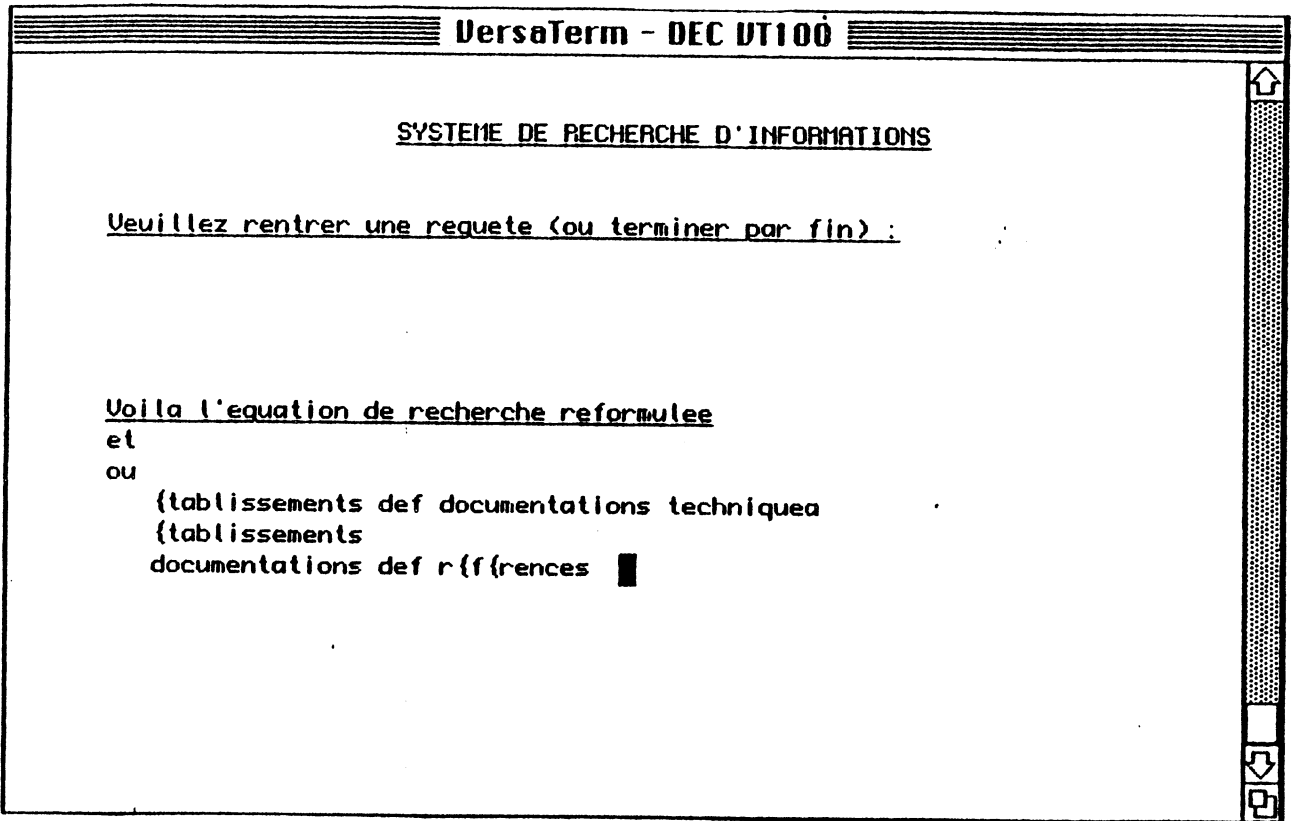 VersaTerm - DEC VT100
SYSTEME DE RECHERCHE D'INFORMATIONS
Veuillez rentrer une requete (ou terminer par fin) :
Voila l'equation de recherche reformulee
et
ou
{tablissements def documentations techniquea
{tablissements
documentations def r{f{rences